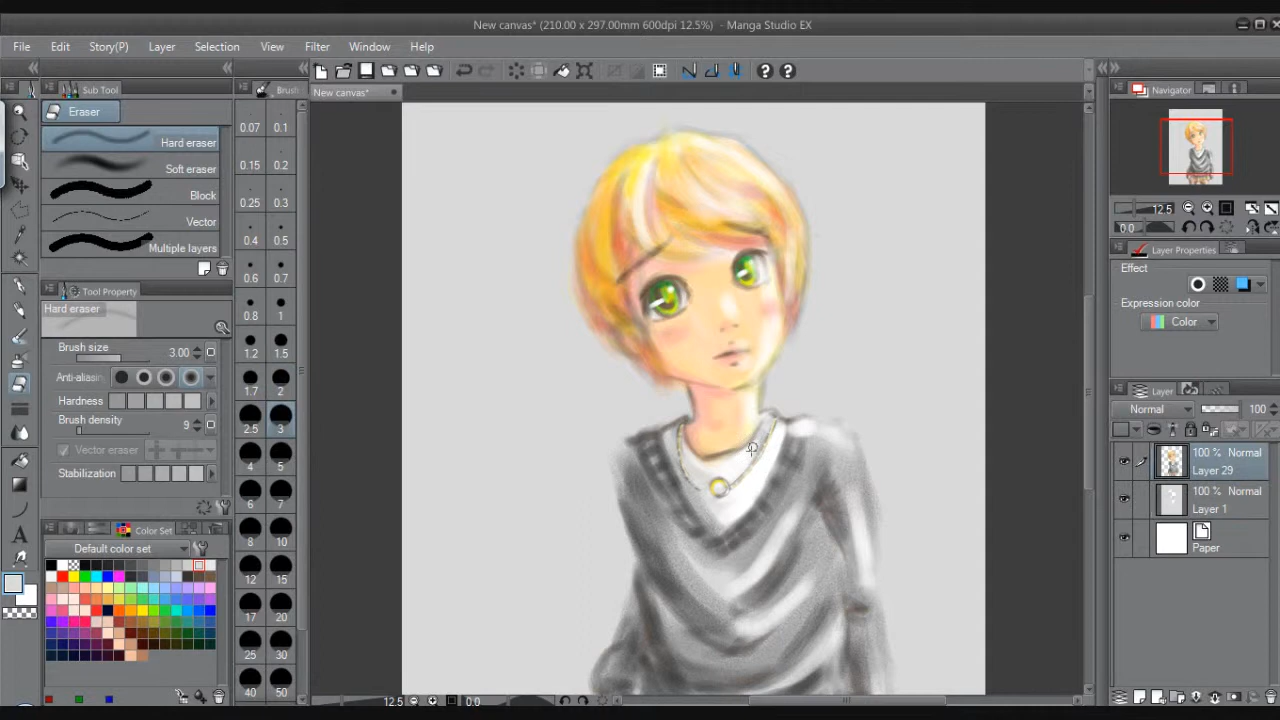 New canvas* (210.00 x 297.00mm 600dpi 12.5%) - Manga Studio EX
File Edit Story(P) Layer Selection View Filter Window Help
Sub Tool
Brush
New canvas*
Navigator
Eraser
Hard eraser
Soft eraser
Block
Vector
Multiple layers
0.07 0.1
0.15 0.2
0.25 0.3
0.4 0.5
0.6 0.7
0.8 1
1.2 1.5
1.7 2
2.5 3
4 5
6 7
8 10
12 15
17 20
25 30
40 50
Tool Property
Hard eraser
Brush size 3.00
Anti-aliasin
Hardness
Brush density 9
Vector eraser
Stabilization
Color Set
Default color set
12.5 0.0
12.5
0.0
Layer Properties
Effect
Expression color
Color
Layer
Normal 100
100 % Normal
Layer 29
100 % Normal
Layer 1
Paper